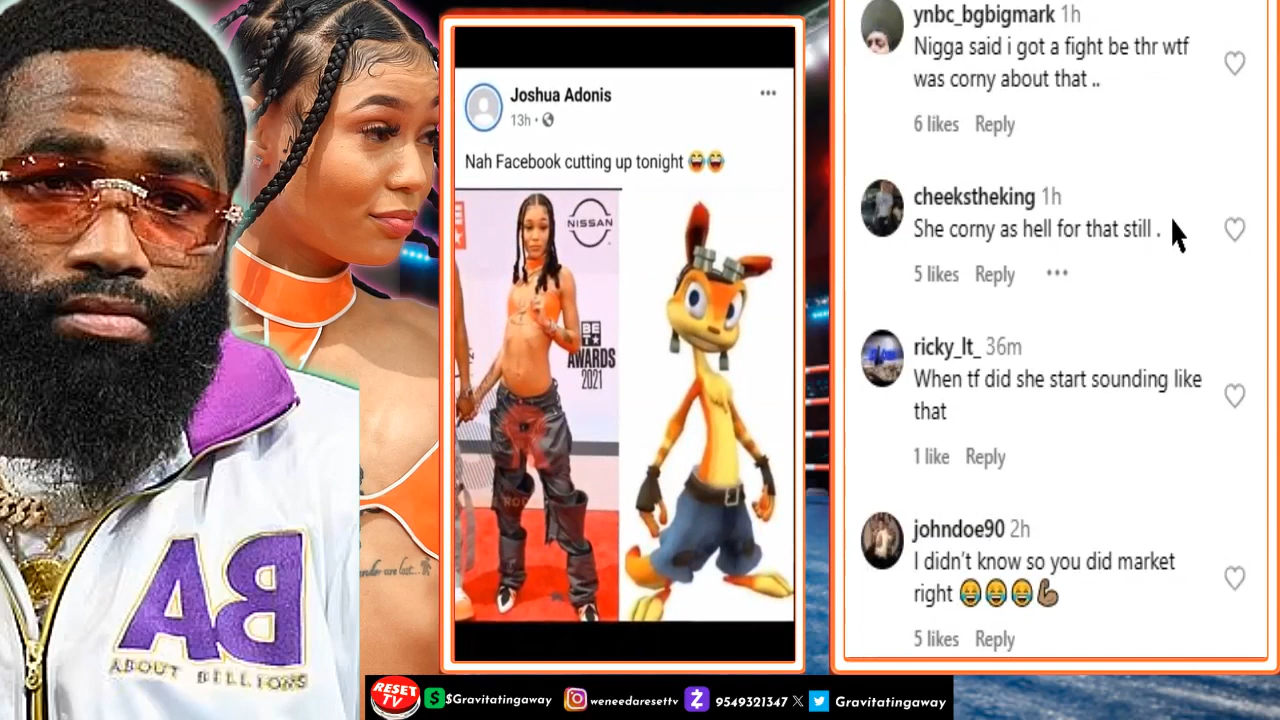 AB
ABOUT BILLIONS
Joshua Adonis
13h
Nah Facebook cutting up tonight 😂😂
NISSAN
BET★
AWARDS
2021
ynbc_bgbigmark 1h
Nigga said i got a fight be thr wtf
was corny about that ..
6 likes Reply
cheekstheking 1h
She corny as hell for that still .
5 likes Reply
ricky_lt_ 36m
When tf did she start sounding like
that
1 like Reply
johndoe90 2h
I didn't know so you did market
right 😂😂😂💪🏽
5 likes Reply
RESET
TV
$Gravitatingaway
weneedaresettv
9549321347
Gravitatingaway